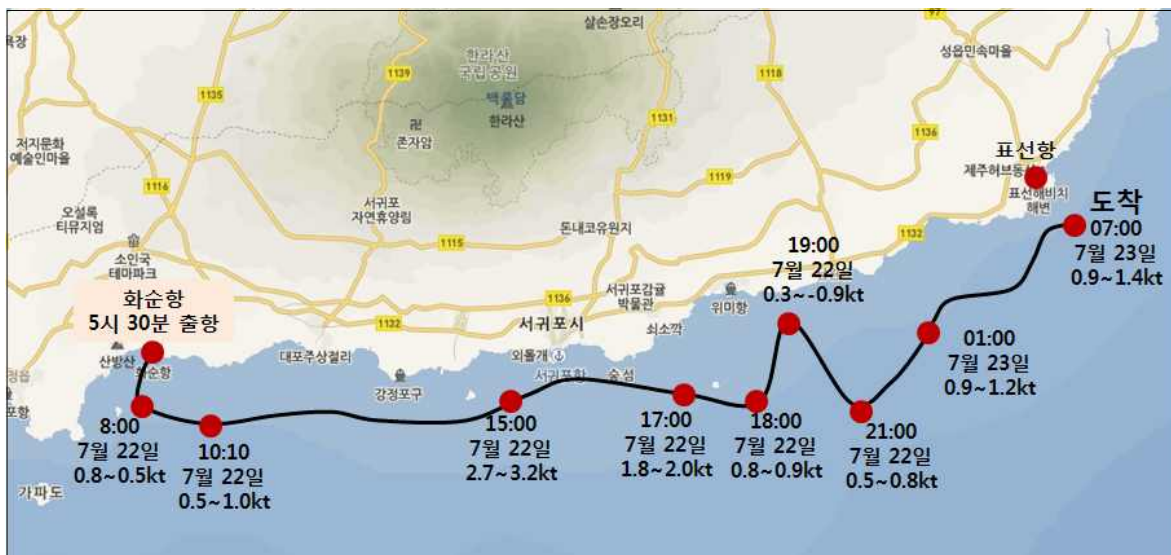 97
살손장오리
성읍민속마을
욕장
한라산
국립공원
1139
1118
1135
백록담
한라산
1131
1136
저지문화
예술인마을
존자암
표선항
제주허브동산
1119
1116
표선해비치
해변
서귀포
자연휴양림
오설록
티뮤지엄
돈내코유원지
도착
07:00
7월 23일
0.9~1.4kt
1115
1132
19:00
7월 22일
0.3~-0.9kt
소인국
테마파크
화순항
5시 30분 출항
1136
서귀포감귤
박물관
위미항
1132
서귀포시
쇠소깍
산방산
화순항
대포주상절리
외돌개
서귀포항
숲섬
강정포구
01:00
7월 23일
0.9~1.2kt
포항
8:00
7월 22일
0.8~0.5kt
10:10
7월 22일
0.5~1.0kt
15:00
7월 22일
2.7~3.2kt
17:00
7월 22일
1.8~2.0kt
18:00
7월 22일
0.8~0.9kt
21:00
7월 22일
0.5~0.8kt
가파도